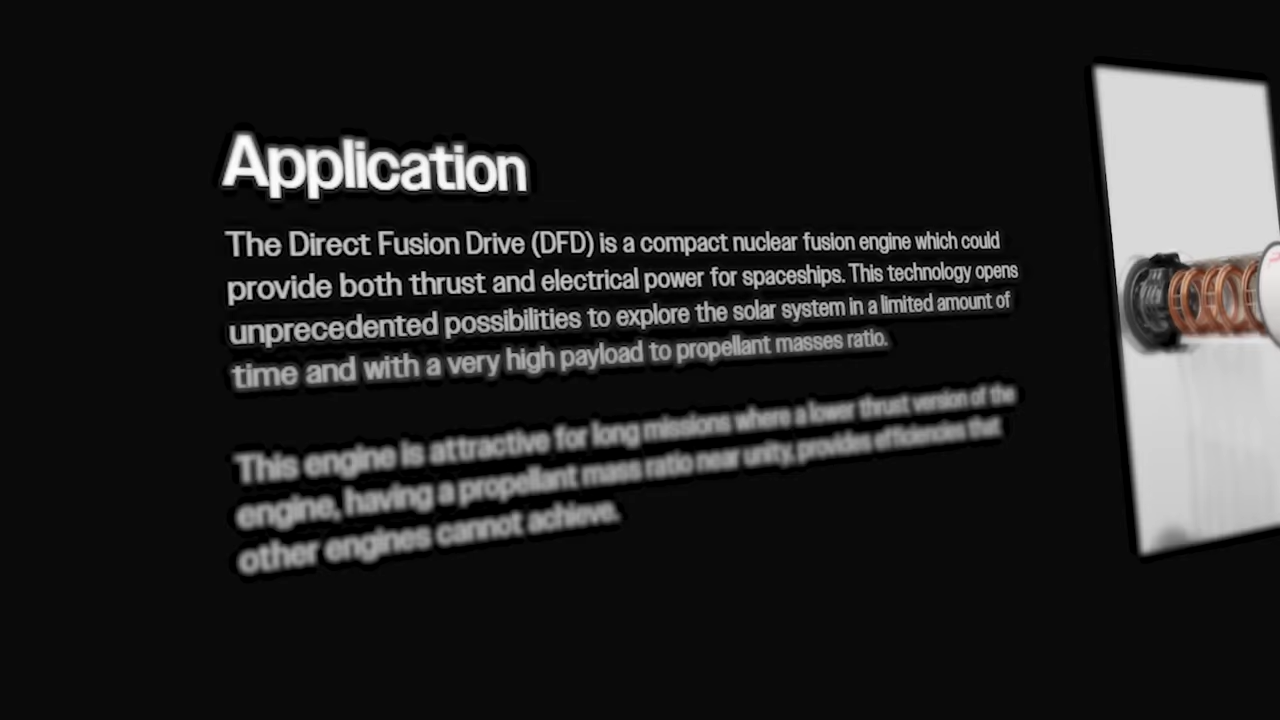 Application
The Direct Fusion Drive (DFD) is a compact nuclear fusion engine which could
provide both thrust and electrical power for spaceships. This technology opens
unprecedented possibilities to explore the solar system in a limited amount of
time and with a very high payload to propellant masses ratio.
This engine is attractive for long missions where a lower thrust version of the
engine, having a propellant mass ratio near unity, provides efficiencies that
other engines cannot achieve.